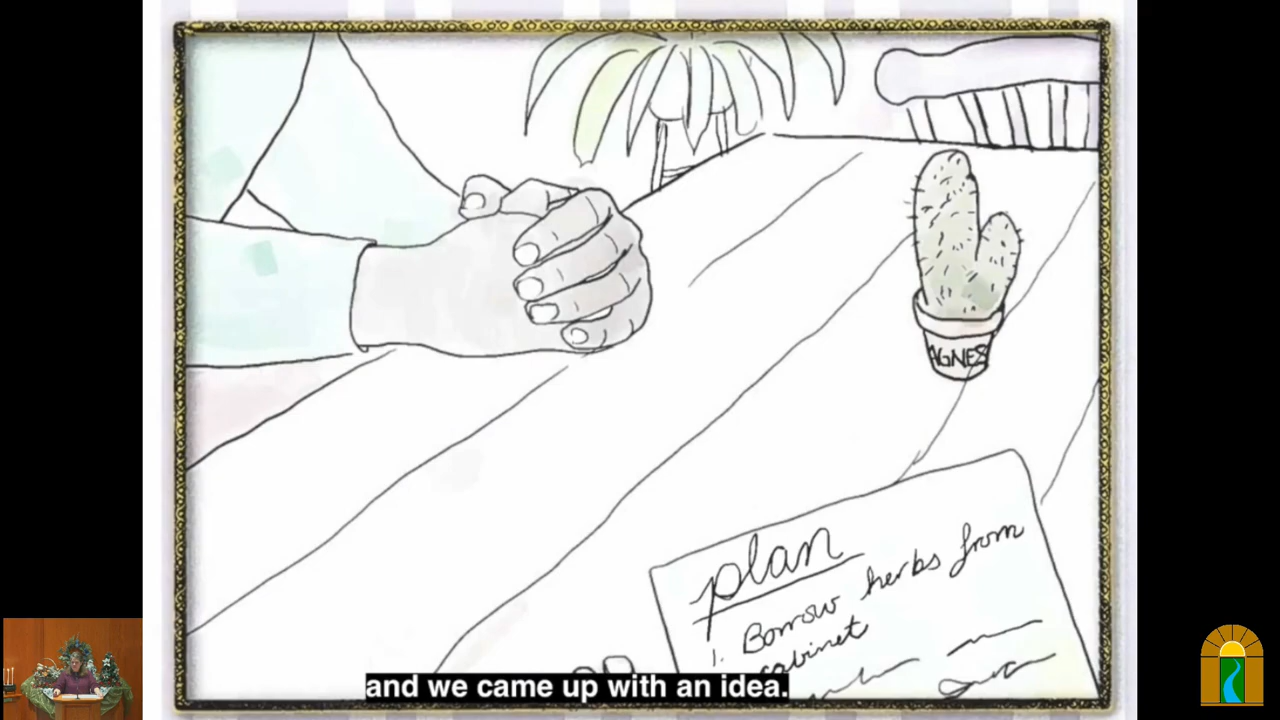 AGNES
plan
1. Borrow herbs from
cabinet
and we came up with an idea.